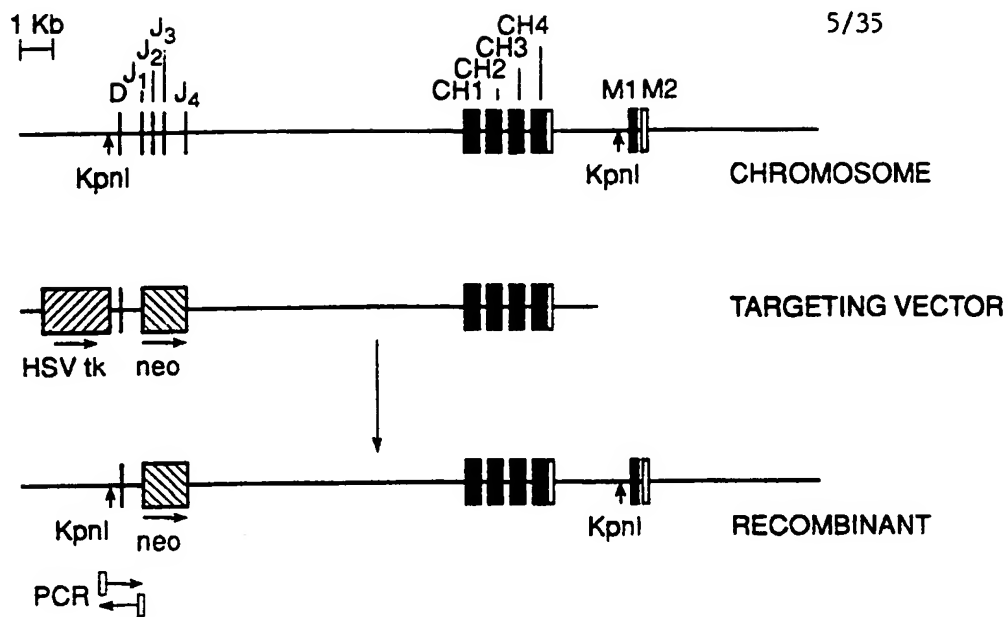 1 Kb
5/35
D J1 J2 J3 J4
CH1 CH2 CH3 CH4
M1 M2
KpnI
KpnI
CHROMOSOME
TARGETING VECTOR
HSV tk
neo
KpnI
neo
KpnI
RECOMBINANT
PCR